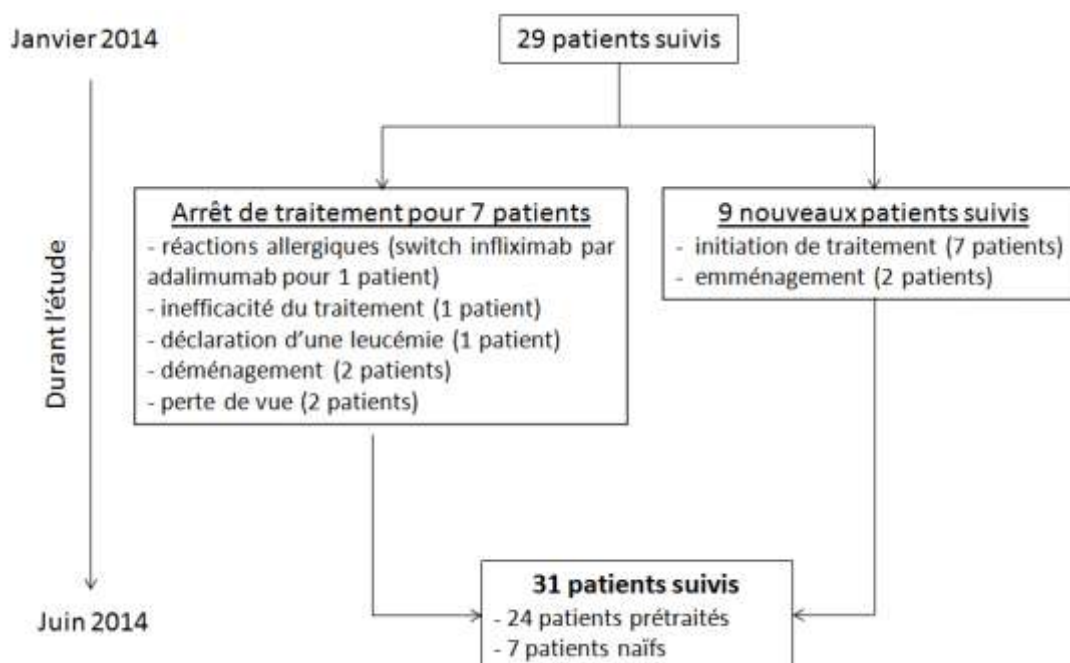 Janvier 2014
29 patients suivis
Durant l'étude
Arrêt de traitement pour 7 patients
- réactions allergiques (switch infliximab par
adalimumab pour 1 patient)
- inefficacité du traitement (1 patient)
- déclaration d'une leucémie (1 patient)
- déménagement (2 patients)
- perte de vue (2 patients)
9 nouveaux patients suivis
- initiation de traitement (7 patients)
- emménagement (2 patients)
31 patients suivis
- 24 patients prétraités
- 7 patients naïfs
Juin 2014